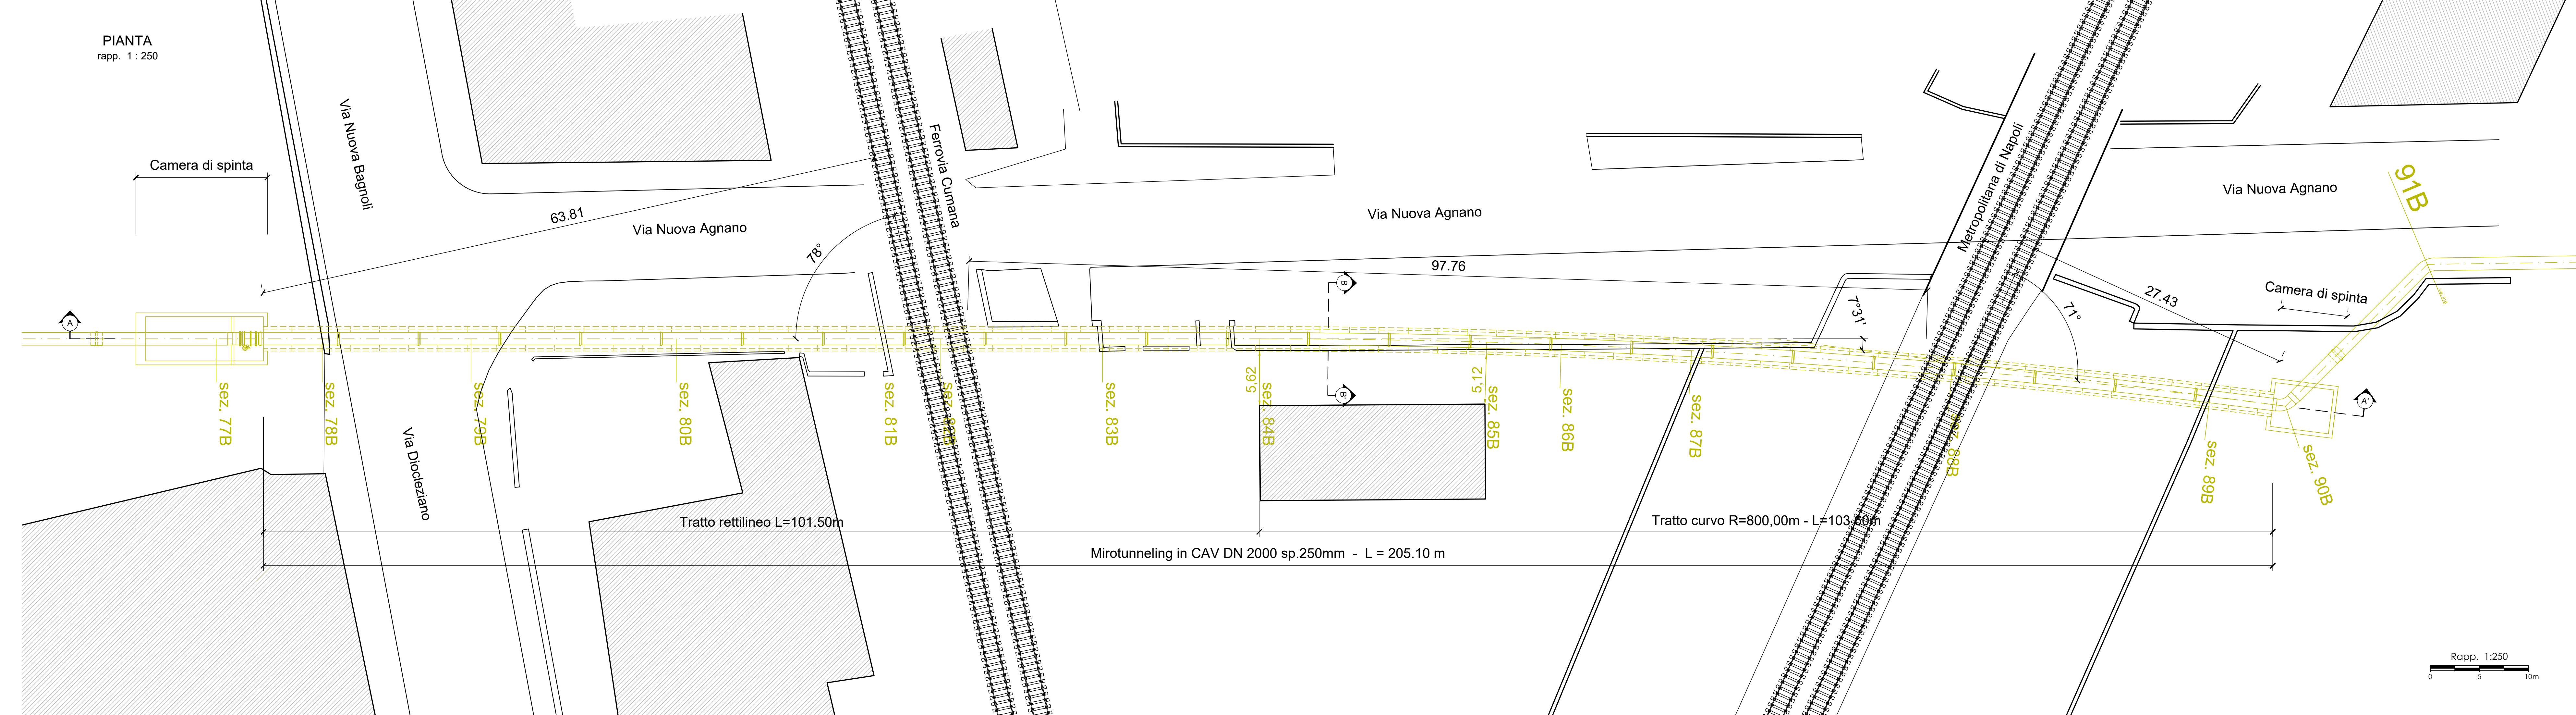 PIANTA
rapp. 1 : 250
Camera di spinta
Via Nuova Bagnoli
63.81
Via Nuova Agnano
78°
Ferrovia Cumana
97.76
Via Nuova Agnano
B
B'
Metropolitana di Napoli
7°31'
71°
27.43
Via Nuova Agnano
91B
Camera di spinta
A
A'
sez. 77B
sez. 78B
sez. 79B
sez. 80B
sez. 81B
sez. 83B
5,62
sez. 84B
5,12
sez. 85B
sez. 86B
sez. 87B
sez. 88B
sez. 89B
sez. 90B
Via Diocleziano
Tratto rettilineo L=101.50m
Tratto curvo R=800,00m - L=103.60m
Mirotunneling in CAV DN 2000 sp.250mm - L = 205.10 m
Rapp. 1:250
0 5 10m